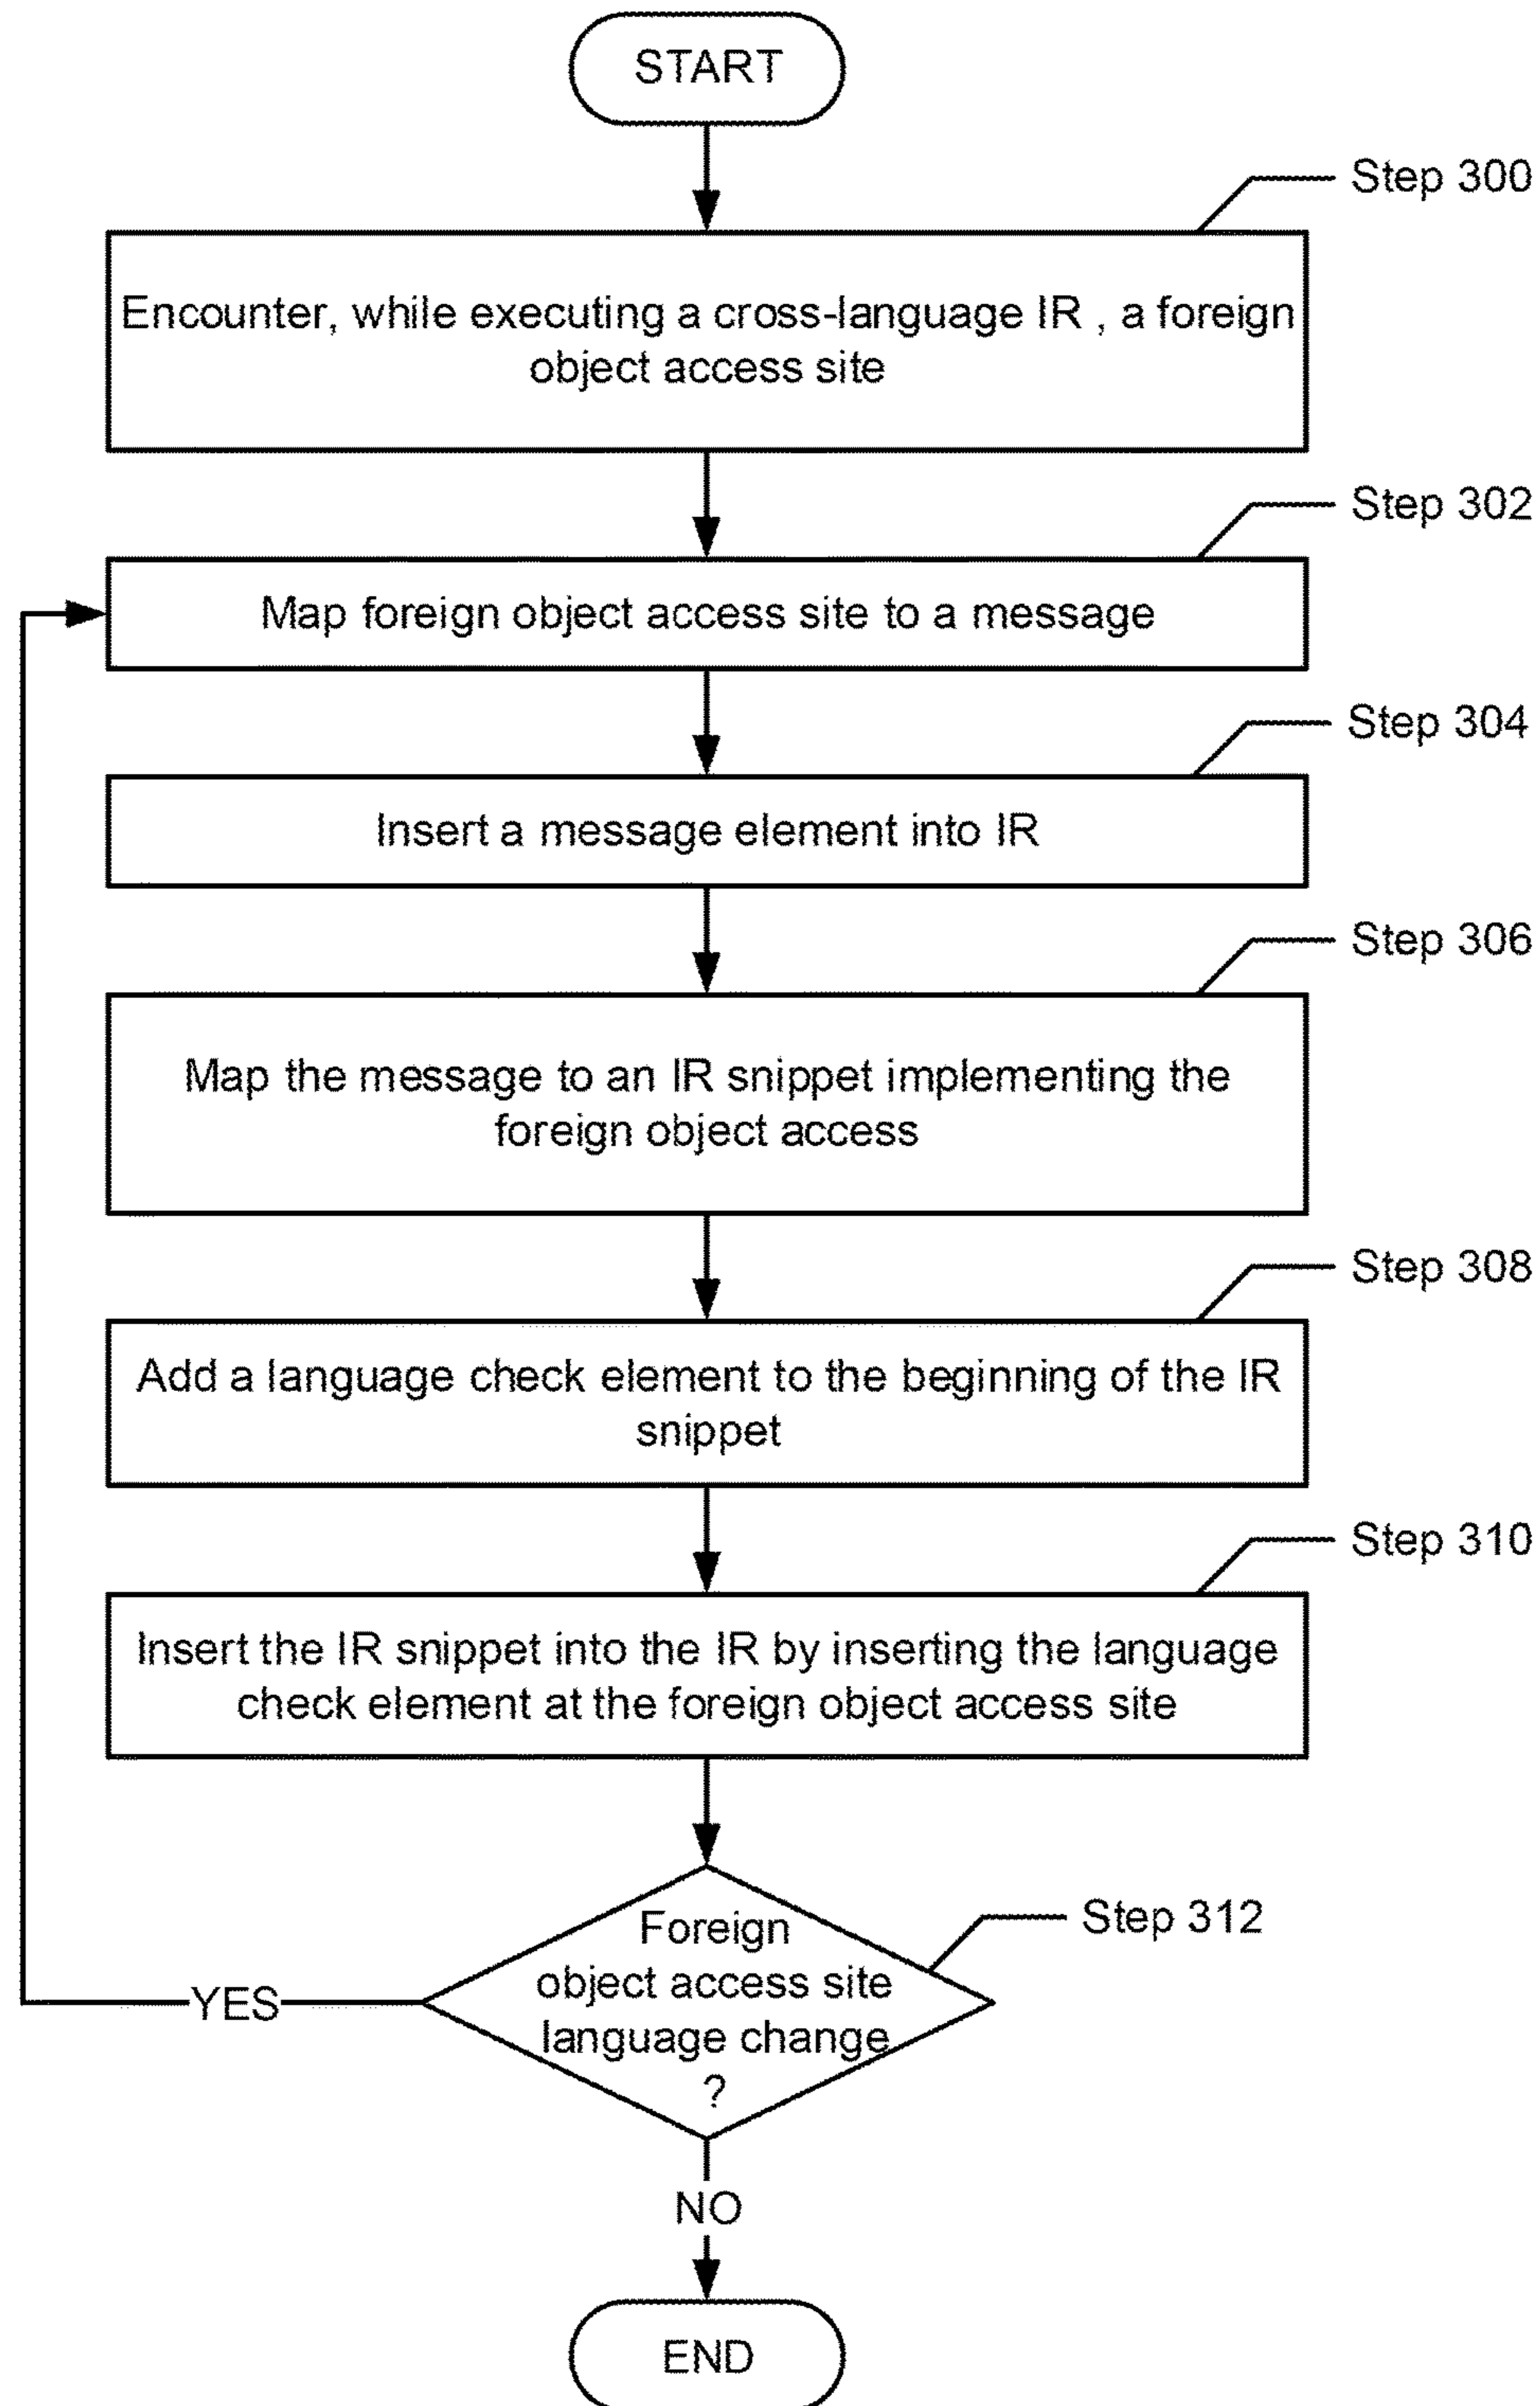 START
Step 300
Encounter, while executing a cross-language IR , a foreign
object access site
Step 302
Map foreign object access site to a message
Step 304
Insert a message element into IR
Step 306
Map the message to an IR snippet implementing the
foreign object access
Step 308
Add a language check element to the beginning of the IR
snippet
Step 310
Insert the IR snippet into the IR by inserting the language
check element at the foreign object access site
Step 312
Foreign
object access site
language change
?
YES
NO
END